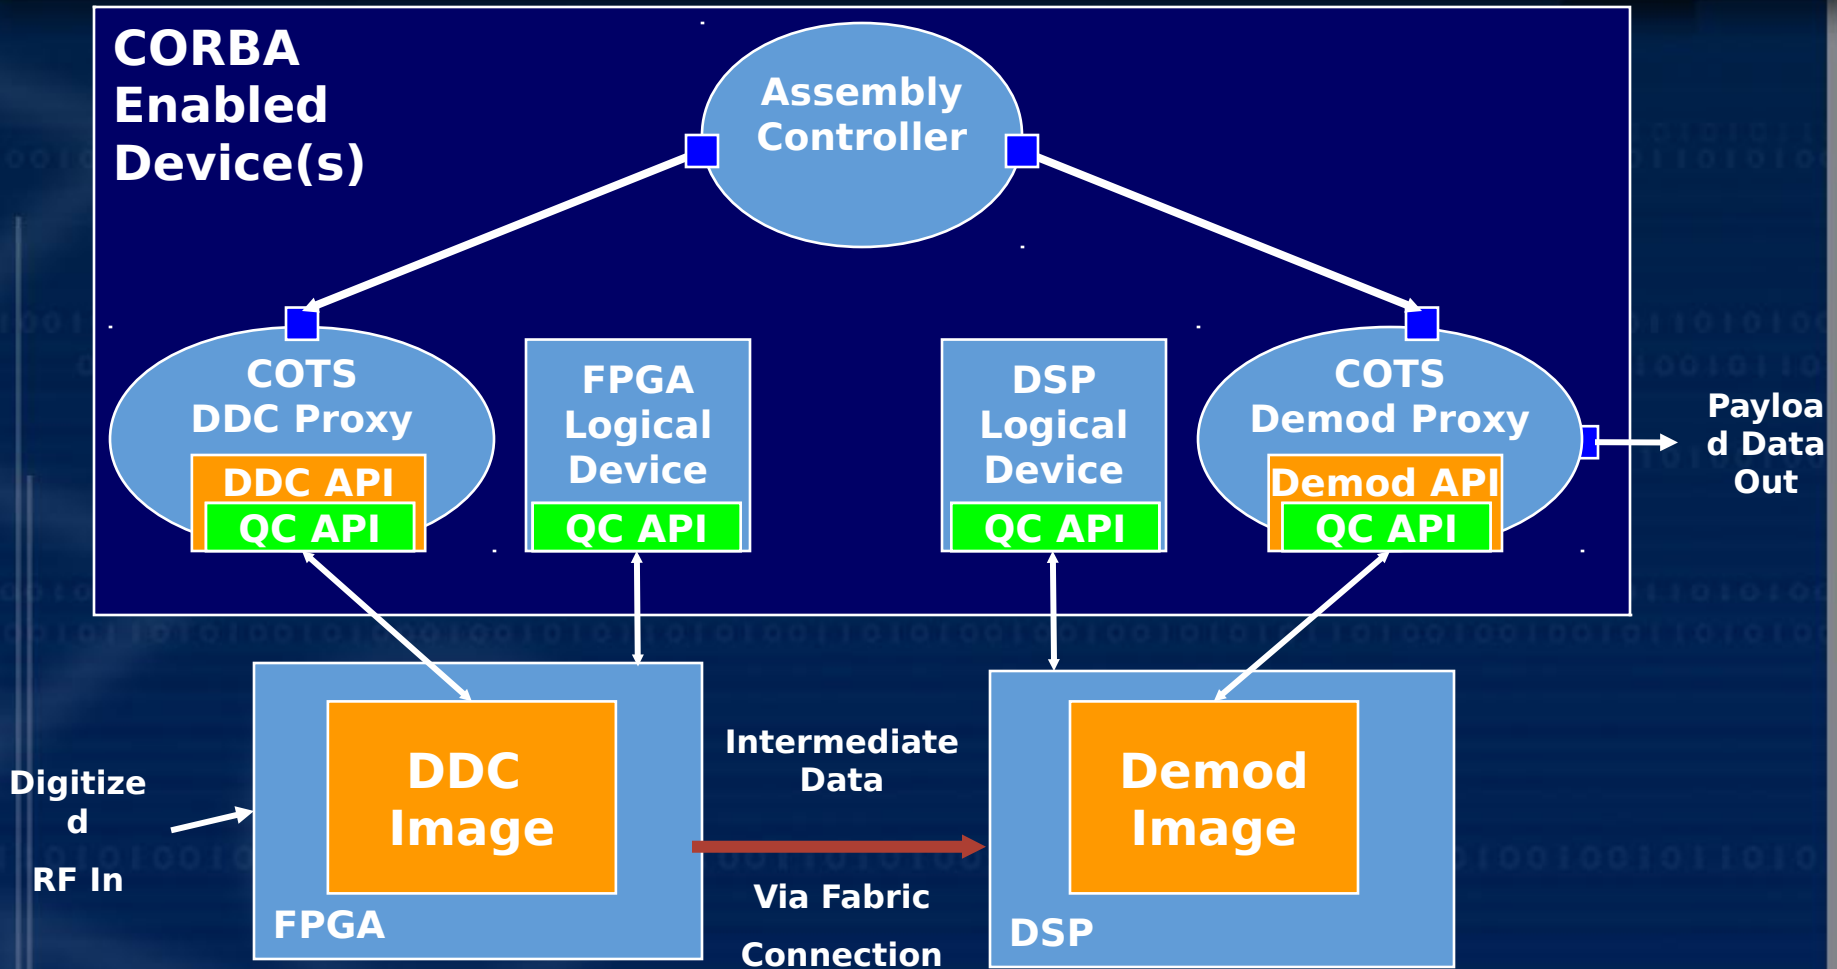 CORBA
Enabled
Device(s)
Assembly
Controller
COTS
DDC Proxy
DDC API
QC API
FPGA
Logical
Device
QC API
DSP
Logical
Device
QC API
COTS
Demod Proxy
Demod API
QC API
Payloa
d Data
Out
Digitize
d
RF In
DDC
Image
FPGA
Intermediate
Data
Via Fabric
Connection
Demod
Image
DSP